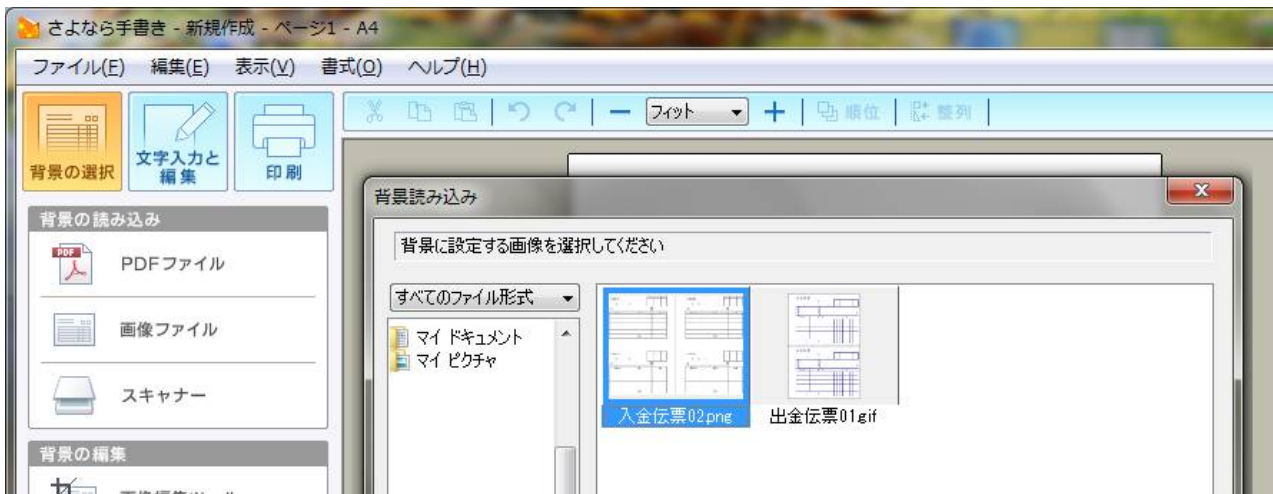 さよなら手書き - 新規作成 - ページ1 - A4
ファイル(F) 編集(E) 表示(V) 書式(O) ヘルプ(H)
背景の選択
文字入力と
編集
印刷
フィット
順位
整列
背景の読み込み
PDF
PDFファイル
画像ファイル
スキャナー
背景の編集
背景読み込み
背景に設定する画像を選択してください
すべてのファイル形式
マイ ドキュメント
マイ ピクチャ
入金伝票02png
出金伝票01gif